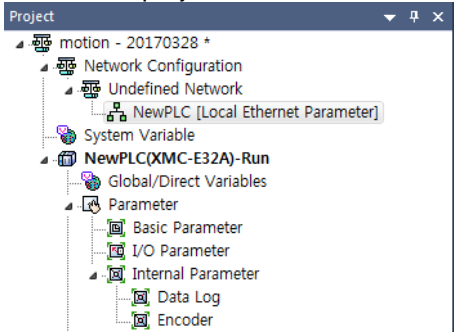 Project
motion - 20170328 *
Network Configuration
Undefined Network
NewPLC [Local Ethernet Parameter]
System Variable
NewPLC(XMC-E32A)-Run
Global/Direct Variables
Parameter
Basic Parameter
I/O Parameter
Internal Parameter
Data Log
Encoder